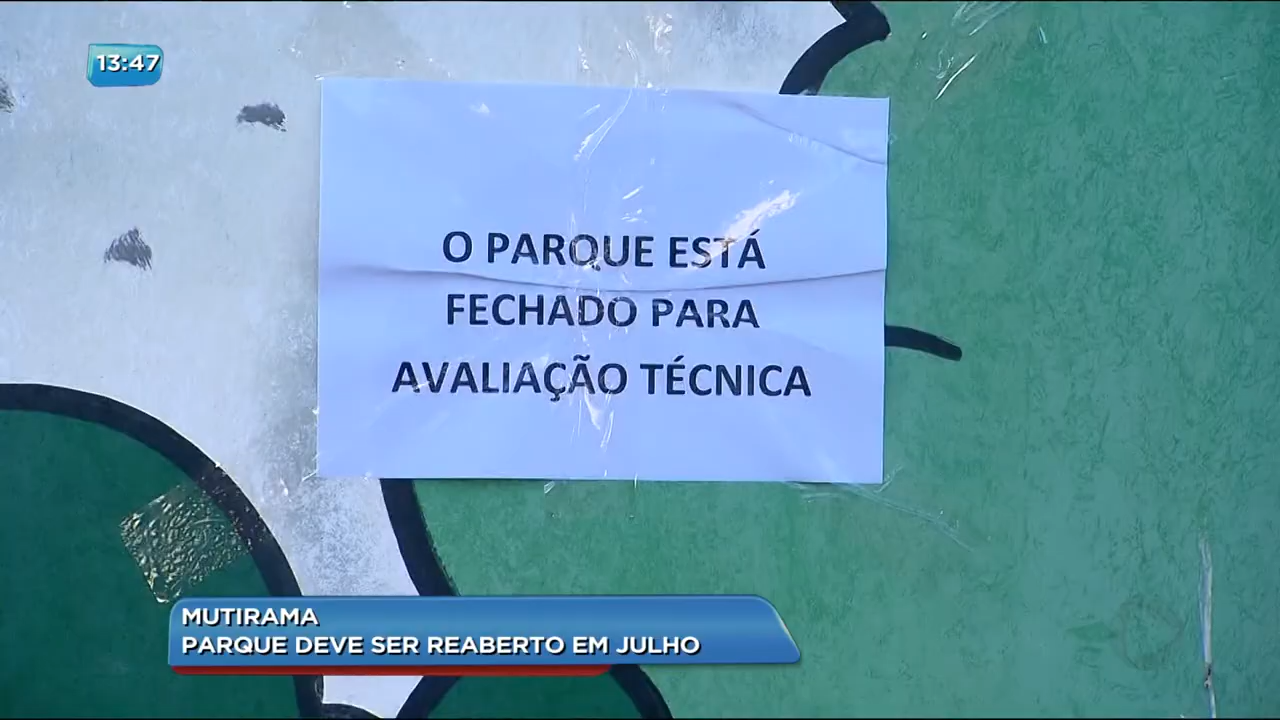 13:47
O PARQUE ESTÁ
FECHADO PARA
AVALIAÇÃO TÉCNICA
MUTIRAMA
PARQUE DEVE SER REABERTO EM JULHO